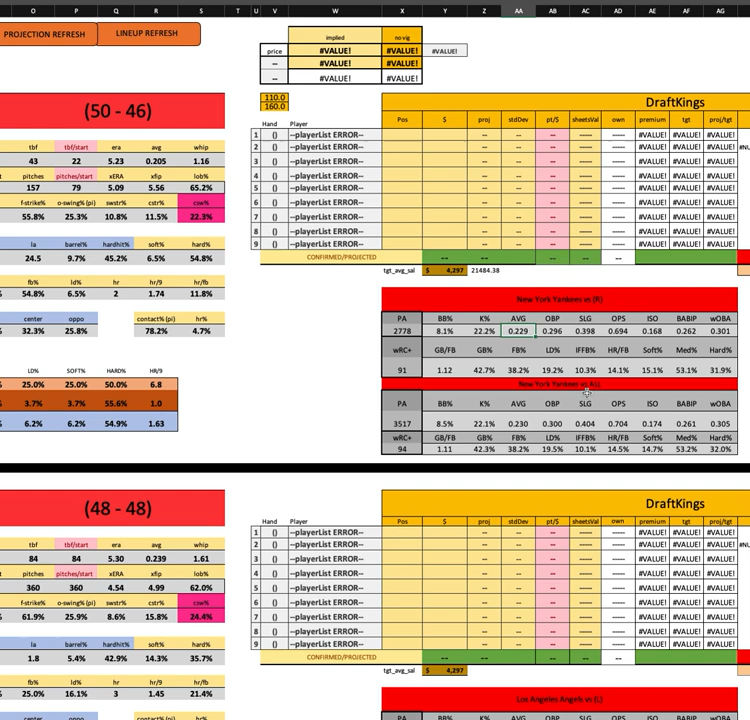 O P Q R S T U V W X Y Z AA AB AC AD AE AF AG
PROJECTION REFRESH LINEUP REFRESH
implied no vig
price #VALUE! #VALUE! #VALUE!
-- #VALUE! #VALUE!
-- #VALUE! #VALUE!
110.0
160.0
(50 - 46)
DraftKings
Hand Player Pos $ proj stdDev pt/$ sheetsVal own premium tgt proj/tgt
1 () --playerList ERROR-- -- -- -- ----- ----- #VALUE! #VALUE! #VALUE!
2 () --playerList ERROR-- -- -- -- ----- ----- #VALUE! #VALUE! #VALUE! #NU
3 () --playerList ERROR-- -- -- -- ----- ----- #VALUE! #VALUE! #VALUE!
4 () --playerList ERROR-- -- -- -- ----- ----- #VALUE! #VALUE! #VALUE!
5 () --playerList ERROR-- -- -- -- ----- ----- #VALUE! #VALUE! #VALUE!
6 () --playerList ERROR-- -- -- -- ----- ----- #VALUE! #VALUE! #VALUE!
7 () --playerList ERROR-- -- -- -- ----- ----- #VALUE! #VALUE! #VALUE!
8 () --playerList ERROR-- -- -- -- ----- ----- #VALUE! #VALUE! #VALUE!
9 () --playerList ERROR-- -- -- -- ----- ----- #VALUE! #VALUE! #VALUE!
CONFIRMED/PROJECTED -- -- -- -- --
tgt_avg_sal $ 4,297 21484.38
tbf tbf/start era avg whip
43 22 5.23 0.205 1.16
pitches pitches/start xERA xfip lob%
157 79 5.09 5.56 65.2%
f-strike% o-swing% (pi) swstr% cstr% csw%
55.8% 25.3% 10.8% 11.5% 22.3%
la barrel% hardhit% soft% hard%
24.5 9.7% 45.2% 6.5% 54.8%
fb% ld% hr hr/9 hr/fb
54.8% 6.5% 2 1.74 11.8%
center oppo contact% (pi) hr%
32.3% 25.8% 78.2% 4.7%
LD% SOFT% HARD% HR/9
25.0% 25.0% 50.0% 6.8
3.7% 3.7% 55.6% 1.0
6.2% 6.2% 54.9% 1.63
New York Yankees vs (R)
PA BB% K% AVG OBP SLG OPS ISO BABIP wOBA
2778 8.1% 22.2% 0.229 0.296 0.398 0.694 0.168 0.262 0.301
wRC+ GB/FB GB% FB% LD% IFFB% HR/FB Soft% Med% Hard%
91 1.12 42.7% 38.2% 19.2% 10.3% 14.1% 15.1% 53.1% 31.9%
New York Yankees vs ALL
PA BB% K% AVG OBP SLG OPS ISO BABIP wOBA
3517 8.5% 22.1% 0.230 0.300 0.404 0.704 0.174 0.261 0.305
wRC+ GB/FB GB% FB% LD% IFFB% HR/FB Soft% Med% Hard%
94 1.11 42.3% 38.2% 19.5% 10.1% 14.5% 14.7% 53.2% 32.0%
(48 - 48)
DraftKings
Hand Player Pos $ proj stdDev pt/$ sheetsVal own premium tgt proj/tgt
1 () --playerList ERROR-- -- -- -- ----- ----- #VALUE! #VALUE! #VALUE!
2 () --playerList ERROR-- -- -- -- ----- ----- #VALUE! #VALUE! #VALUE! #NU
3 () --playerList ERROR-- -- -- -- ----- ----- #VALUE! #VALUE! #VALUE!
4 () --playerList ERROR-- -- -- -- ----- ----- #VALUE! #VALUE! #VALUE!
5 () --playerList ERROR-- -- -- -- ----- ----- #VALUE! #VALUE! #VALUE!
6 () --playerList ERROR-- -- -- -- ----- ----- #VALUE! #VALUE! #VALUE!
7 () --playerList ERROR-- -- -- -- ----- ----- #VALUE! #VALUE! #VALUE!
8 () --playerList ERROR-- -- -- -- ----- ----- #VALUE! #VALUE! #VALUE!
9 () --playerList ERROR-- -- -- -- ----- ----- #VALUE! #VALUE! #VALUE!
CONFIRMED/PROJECTED -- -- -- -- --
tgt_avg_sal $ 4,297
tbf tbf/start era avg whip
84 84 5.30 0.239 1.61
pitches pitches/start xERA xfip lob%
360 360 4.54 4.99 62.0%
f-strike% o-swing% (pi) swstr% cstr% csw%
61.9% 25.9% 8.6% 15.8% 24.4%
la barrel% hardhit% soft% hard%
1.8 5.4% 42.9% 14.3% 35.7%
fb% ld% hr hr/9 hr/fb
25.0% 16.1% 3 1.45 21.4%
center oppo contact% (pi) hr%
Los Angeles Angels vs (L)
PA BB% K% AVG OBP SLG OPS ISO BABIP wOBA